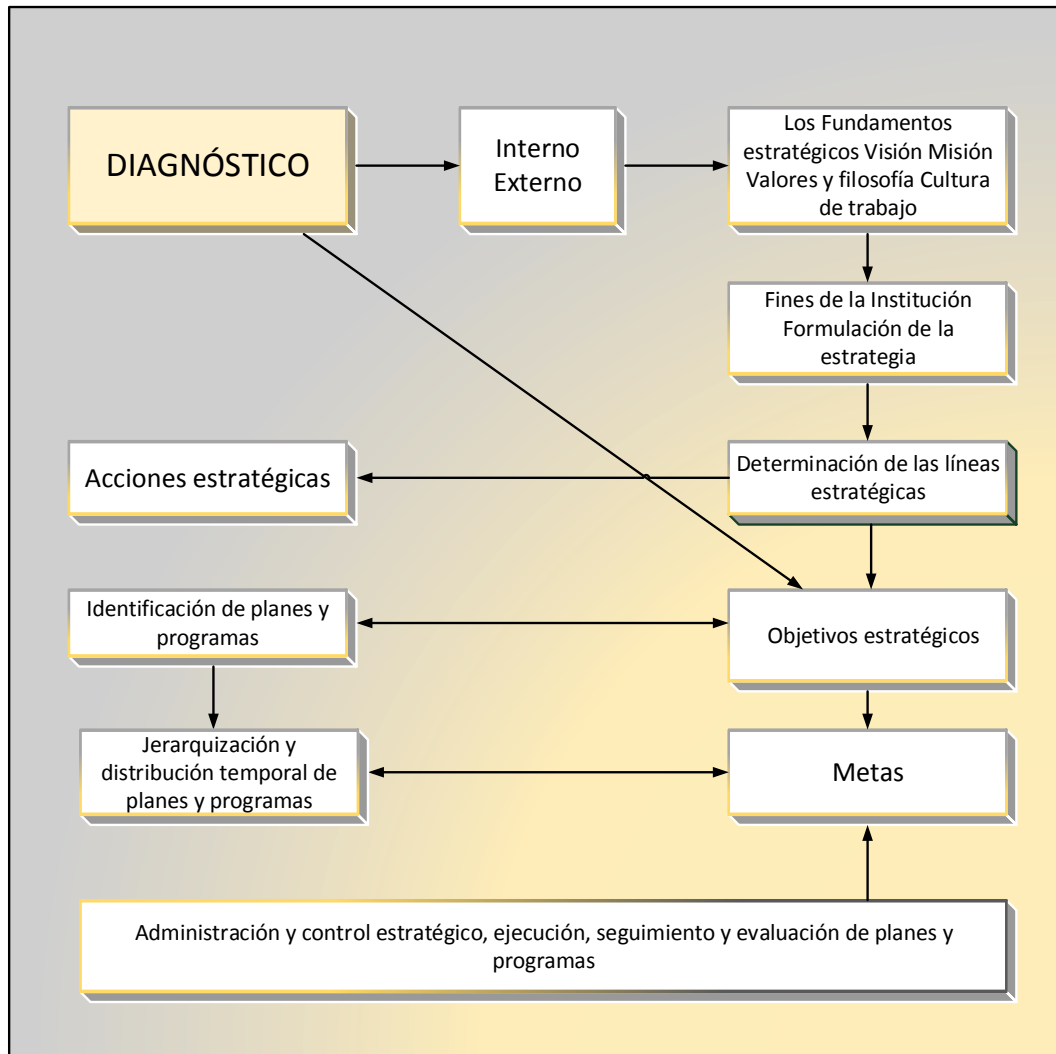 DIAGNÓSTICO
Interno
Externo
Los Fundamentos
estratégicos Visión Misión
Valores y filosofía Cultura
de trabajo
Fines de la Institución
Formulación de la
estrategia
Acciones estratégicas
Determinación de las líneas
estratégicas
Identificación de planes y
programas
Objetivos estratégicos
Jerarquización y
distribución temporal de
planes y programas
Metas
Administración y control estratégico, ejecución, seguimiento y evaluación de planes y
programas